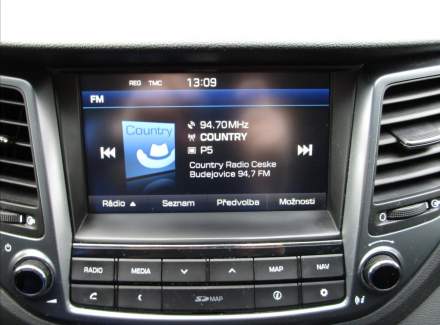 REG TMC 13:09
FM
Country
94.70MHz
COUNTRY
P5
Country Radio Ceske
Budejovice 94,7 FM
Rádio Seznam Předvolba Možnosti
RADIO MEDIA MAP NAV
SD MAP